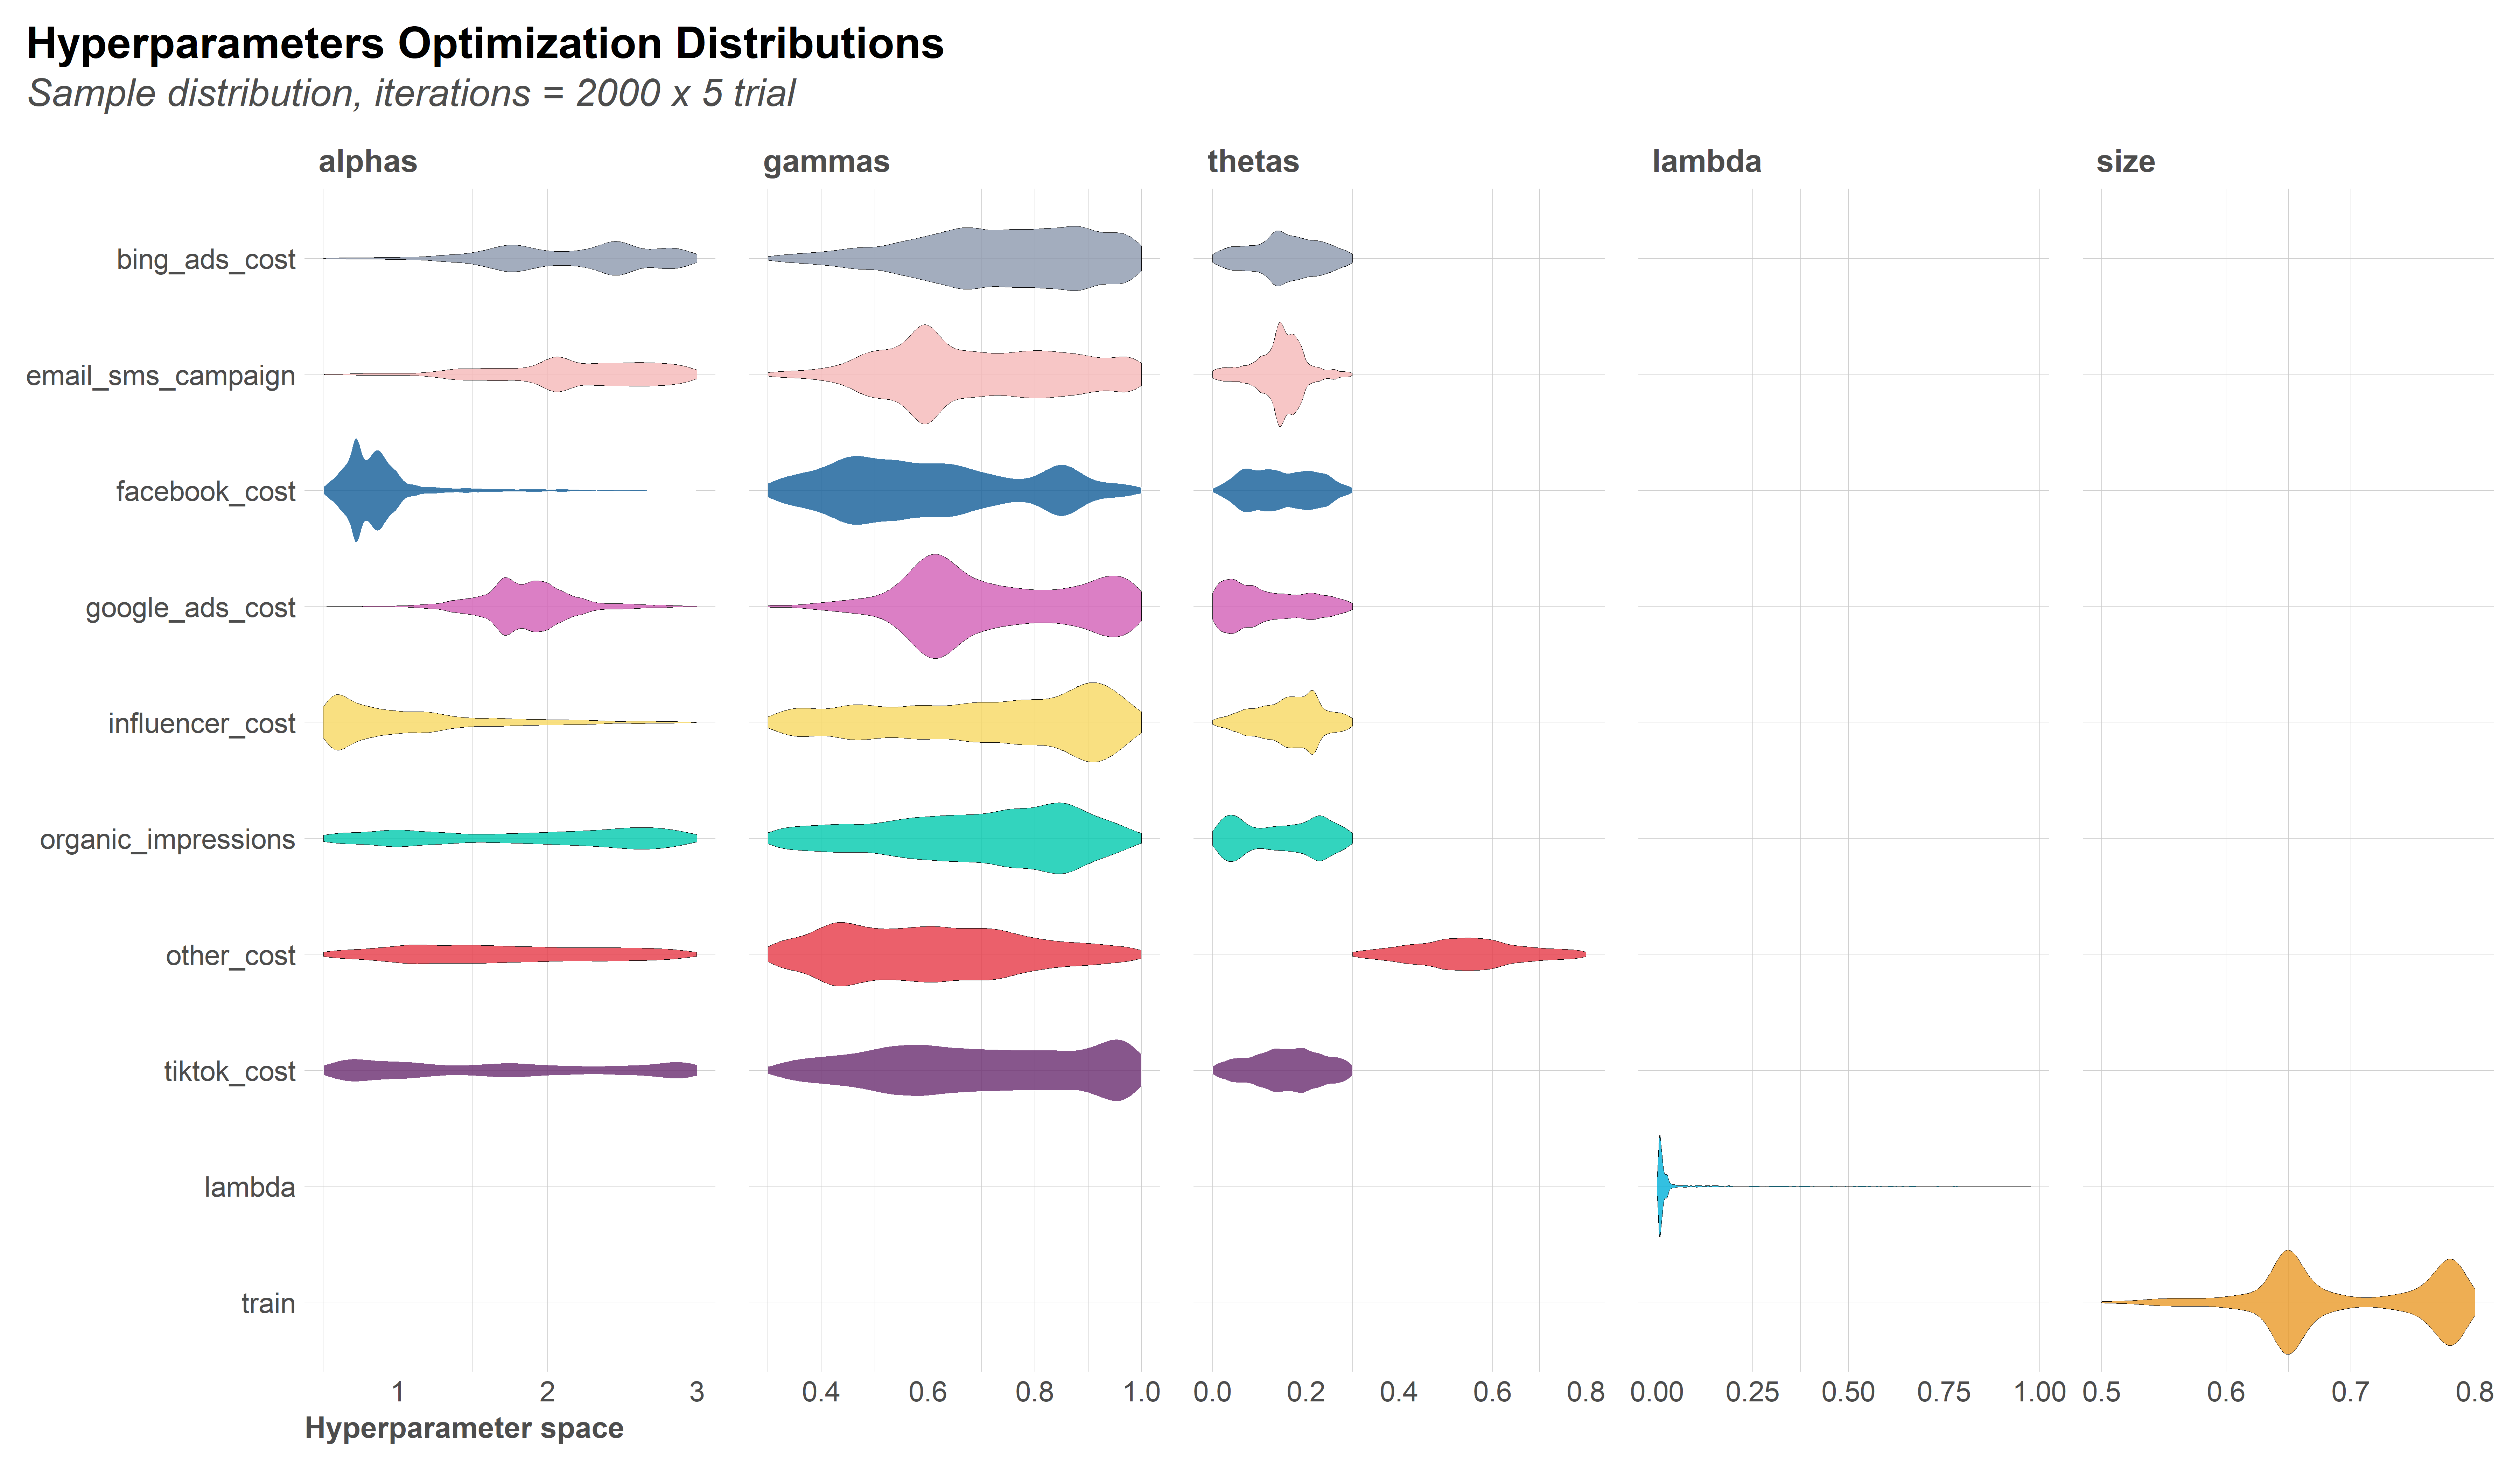 Hyperparameters Optimization Distributions
Sample distribution, iterations = 2000 x 5 trial
alphas gammas thetas lambda size
bing_ads_cost
email_sms_campaign
facebook_cost
google_ads_cost
influencer_cost
organic_impressions
other_cost
tiktok_cost
lambda
train
1 2 3 0.4 0.6 0.8 1.0 0.0 0.2 0.4 0.6 0.8 0.00 0.25 0.50 0.75 1.00 0.5 0.6 0.7 0.8
Hyperparameter space